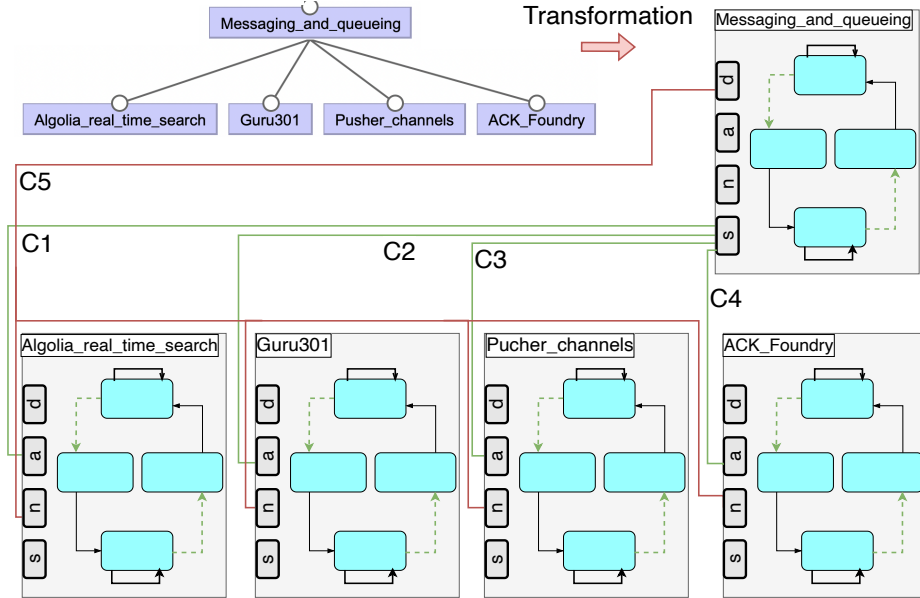 Messaging_and_queueing
Transformation
Messaging_and_queueing
Algolia_real_time_search
Guru301
Pusher_channels
ACK_Foundry
d
a
n
s
C5
C1
C2
C3
C4
Algolia_real_time_search
d
a
n
s
Guru301
d
a
n
s
Pucher_channels
d
a
n
s
ACK_Foundry
d
a
n
s